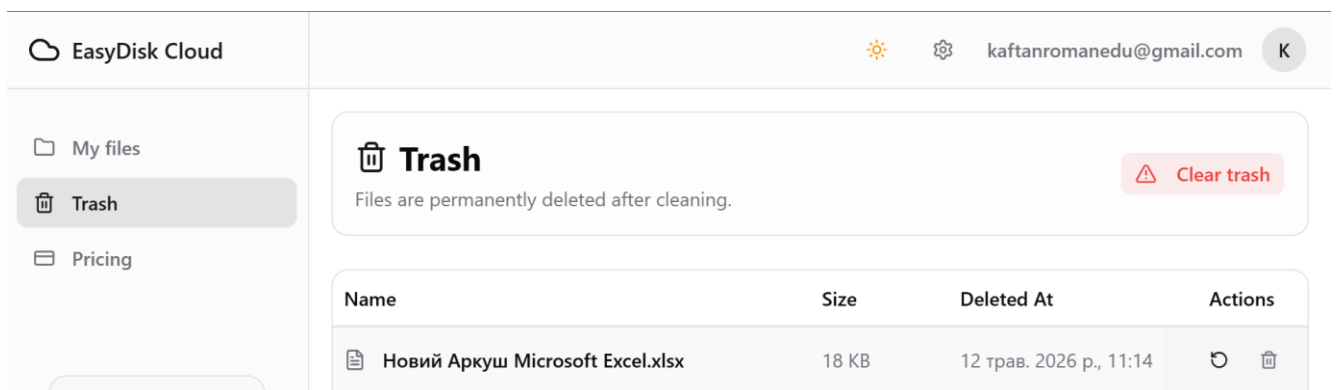 EasyDisk Cloud
kaftanromanedu@gmail.com K
My files
Trash
Pricing
Trash
Files are permanently deleted after cleaning.
Clear trash
Name Size Deleted At Actions
Новий Аркуш Microsoft Excel.xlsx 18 KB 12 трав. 2026 р., 11:14